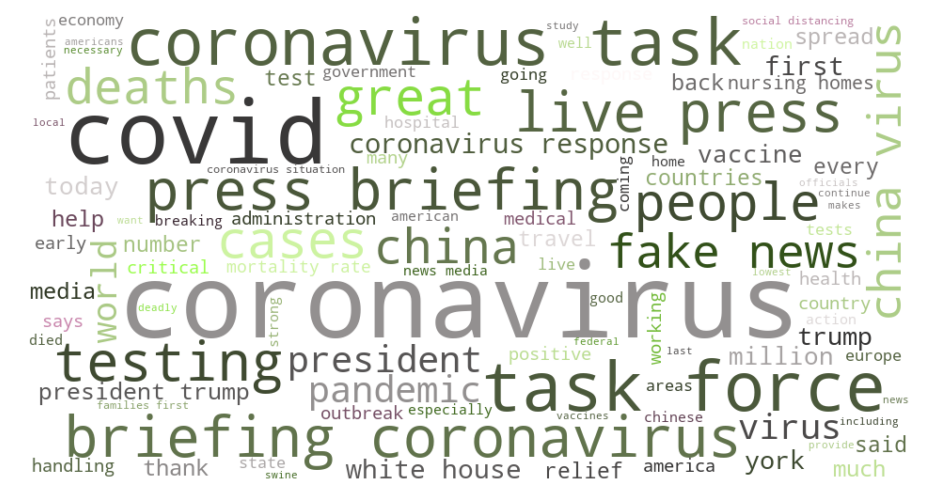 economy
americans
necessary
patients
coronavirus task
study
well
social distancing
nation
spread
deaths
test
government
going
response
first
back
nursing homes
china virus
local
covid
great
hospital
live press
coronavirus response
many
coronavirus situation
home
vaccine
every
today
press briefing
coming
countries
people
officials
continue
makes
help
want
breaking
administration
american
medical
tests
early
world
number
cases
china
travel
fake news
critical
mortality rate
news media
live
lowest
health
media
deadly
coronavirus
good
country
says
strong
working
action
died
federal
trump
testing
president
positive
last
million
europe
president trump
pandemic
task force
areas
families first
outbreak
especially
vaccines
chinese
news
briefing coronavirus
virus
including
provide
said
handling
thank
state
swine
white house
relief
america
york
much